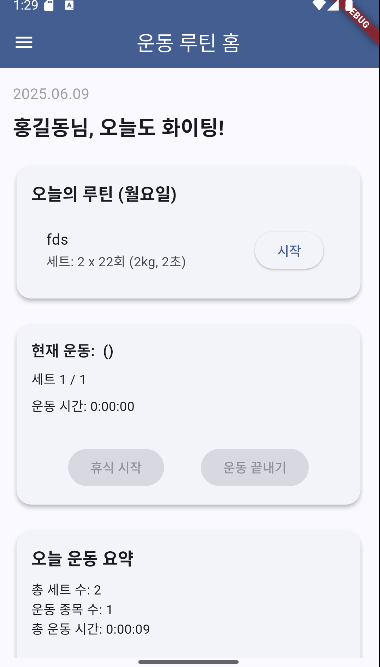 1:29
DEBUG
운동 루틴 홈
2025.06.09
홍길동님, 오늘도 화이팅!
오늘의 루틴 (월요일)
fds
세트: 2 x 22회 (2kg, 2초)
시작
현재 운동:  ()
세트 1 / 1
운동 시간: 0:00:00
휴식 시작
운동 끝내기
오늘 운동 요약
총 세트 수: 2
운동 종목 수: 1
총 운동 시간: 0:00:09